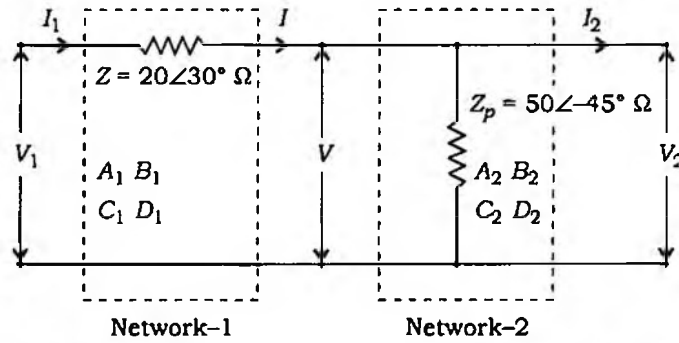 I₁ I I₂
Z = 20∠30° Ω
Z_p = 50∠–45° Ω
V₁ V V₂
A₁ B₁ A₂ B₂
C₁ D₁ C₂ D₂
Network–1 Network–2